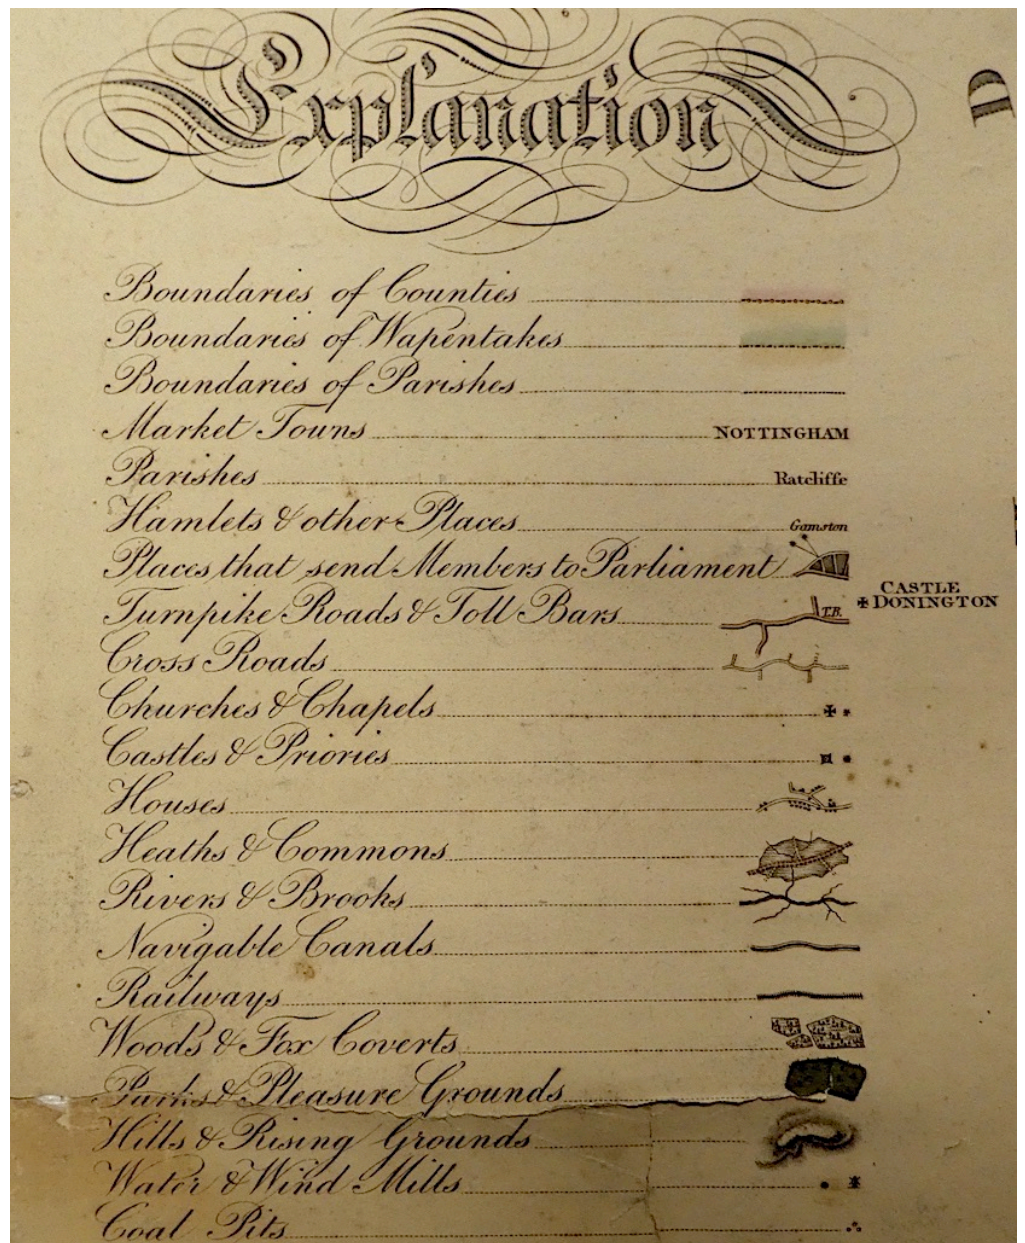 Explanation
D
Boundaries of Counties
Boundaries of Wapentakes
Boundaries of Parishes
Market Towns NOTTINGHAM
Parishes Ratcliffe
Hamlets & other Places Gamston
Places that send Members to Parliament
CASTLE
DONINGTON
Turnpike Roads & Toll Bars T.B.
Cross Roads
Churches & Chapels
Castles & Priories
Houses
Heaths & Commons
Rivers & Brooks
Navigable Canals
Railways
Woods & Fox Coverts
Parks & Pleasure Grounds
Hills & Rising Grounds
Water & Wind Mills
Coal Pits